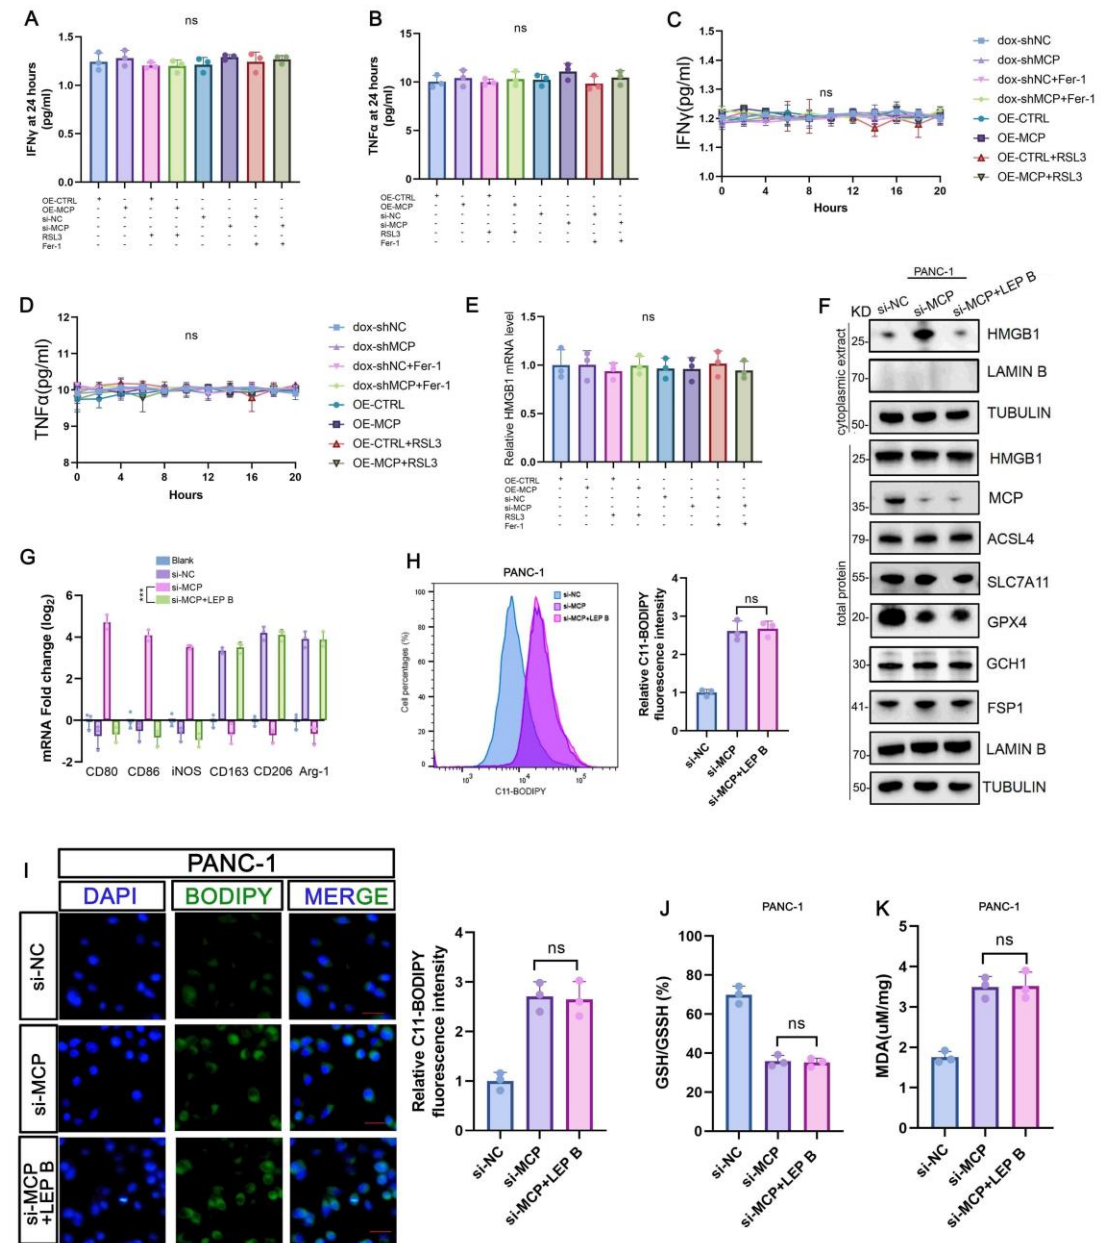 A
ns
IFNγ at 24 hours
(pg/ml)
1.5
1.0
0.5
0.0
OE-CTRL + - + - - - - -
OE-MCP - + - + - - - -
si-NC - - - - + - + -
si-MCP - - - - - + - +
RSL3 - - + + - - - -
Fer-1 - - - - - - + +
B
ns
TNFα at 24 hours
(pg/ml)
15
10
5
0
OE-CTRL + - + - - - - -
OE-MCP - + - + - - - -
si-NC - - - - + - + -
si-MCP - - - - - + - +
RSL3 - - + + - - - -
Fer-1 - - - - - - + +
C
ns
IFNγ(pg/ml)
1.5
1.4
1.3
1.2
1.1
1.0
0 4 8 12 16 20
Hours
dox-shNC
dox-shMCP
dox-shNC+Fer-1
dox-shMCP+Fer-1
OE-CTRL
OE-MCP
OE-CTRL+RSL3
OE-MCP+RSL3
D
ns
TNFα(pg/ml)
12
11
10
9
8
0 4 8 12 16 20
Hours
dox-shNC
dox-shMCP
dox-shNC+Fer-1
dox-shMCP+Fer-1
OE-CTRL
OE-MCP
OE-CTRL+RSL3
OE-MCP+RSL3
E
ns
Relative HMGB1 mRNA level
1.5
1.0
0.5
0.0
OE-CTRL + - + - - - - -
OE-MCP - + - + - - - -
si-NC - - - - + - + -
si-MCP - - - - - + - +
RSL3 - - + + - - - -
Fer-1 - - - - - - + +
F
PANC-1
KD si-NC si-MCP si-MCP+LEP B
cytoplasmic extract
25- HMGB1
70- LAMIN B
50- TUBULIN
total protein
25- HMGB1
35- MCP
79- ACSL4
55- SLC7A11
GPX4
30- GCH1
41- FSP1
70- LAMIN B
50- TUBULIN
G
Blank
si-NC
si-MCP
si-MCP+LEP B
***
mRNA Fold change (log2)
6
4
2
0
-2
CD80 CD86 iNOS CD163 CD206 Arg-1
H
PANC-1
si-NC
si-MCP
si-MCP+LEP B
Cell percentages (%)
100
80
60
40
20
0
10³ 10⁴ 10⁵
C11-BODIPY
Relative C11-BODIPY
fluorescence intensity
4
3
2
1
0
ns
si-NC
si-MCP
si-MCP+LEP B
I
PANC-1
DAPI BODIPY MERGE
si-NC
si-MCP
si-MCP
+LEP B
Relative C11-BODIPY
fluorescence intensity
4
3
2
1
0
ns
si-NC
si-MCP
si-MCP+LEP B
J
PANC-1
GSH/GSSH (%)
100
80
60
40
20
0
ns
si-NC
si-MCP
si-MCP+LEP B
K
PANC-1
MDA(uM/mg)
5
4
3
2
1
0
ns
si-NC
si-MCP
si-MCP+LEP B